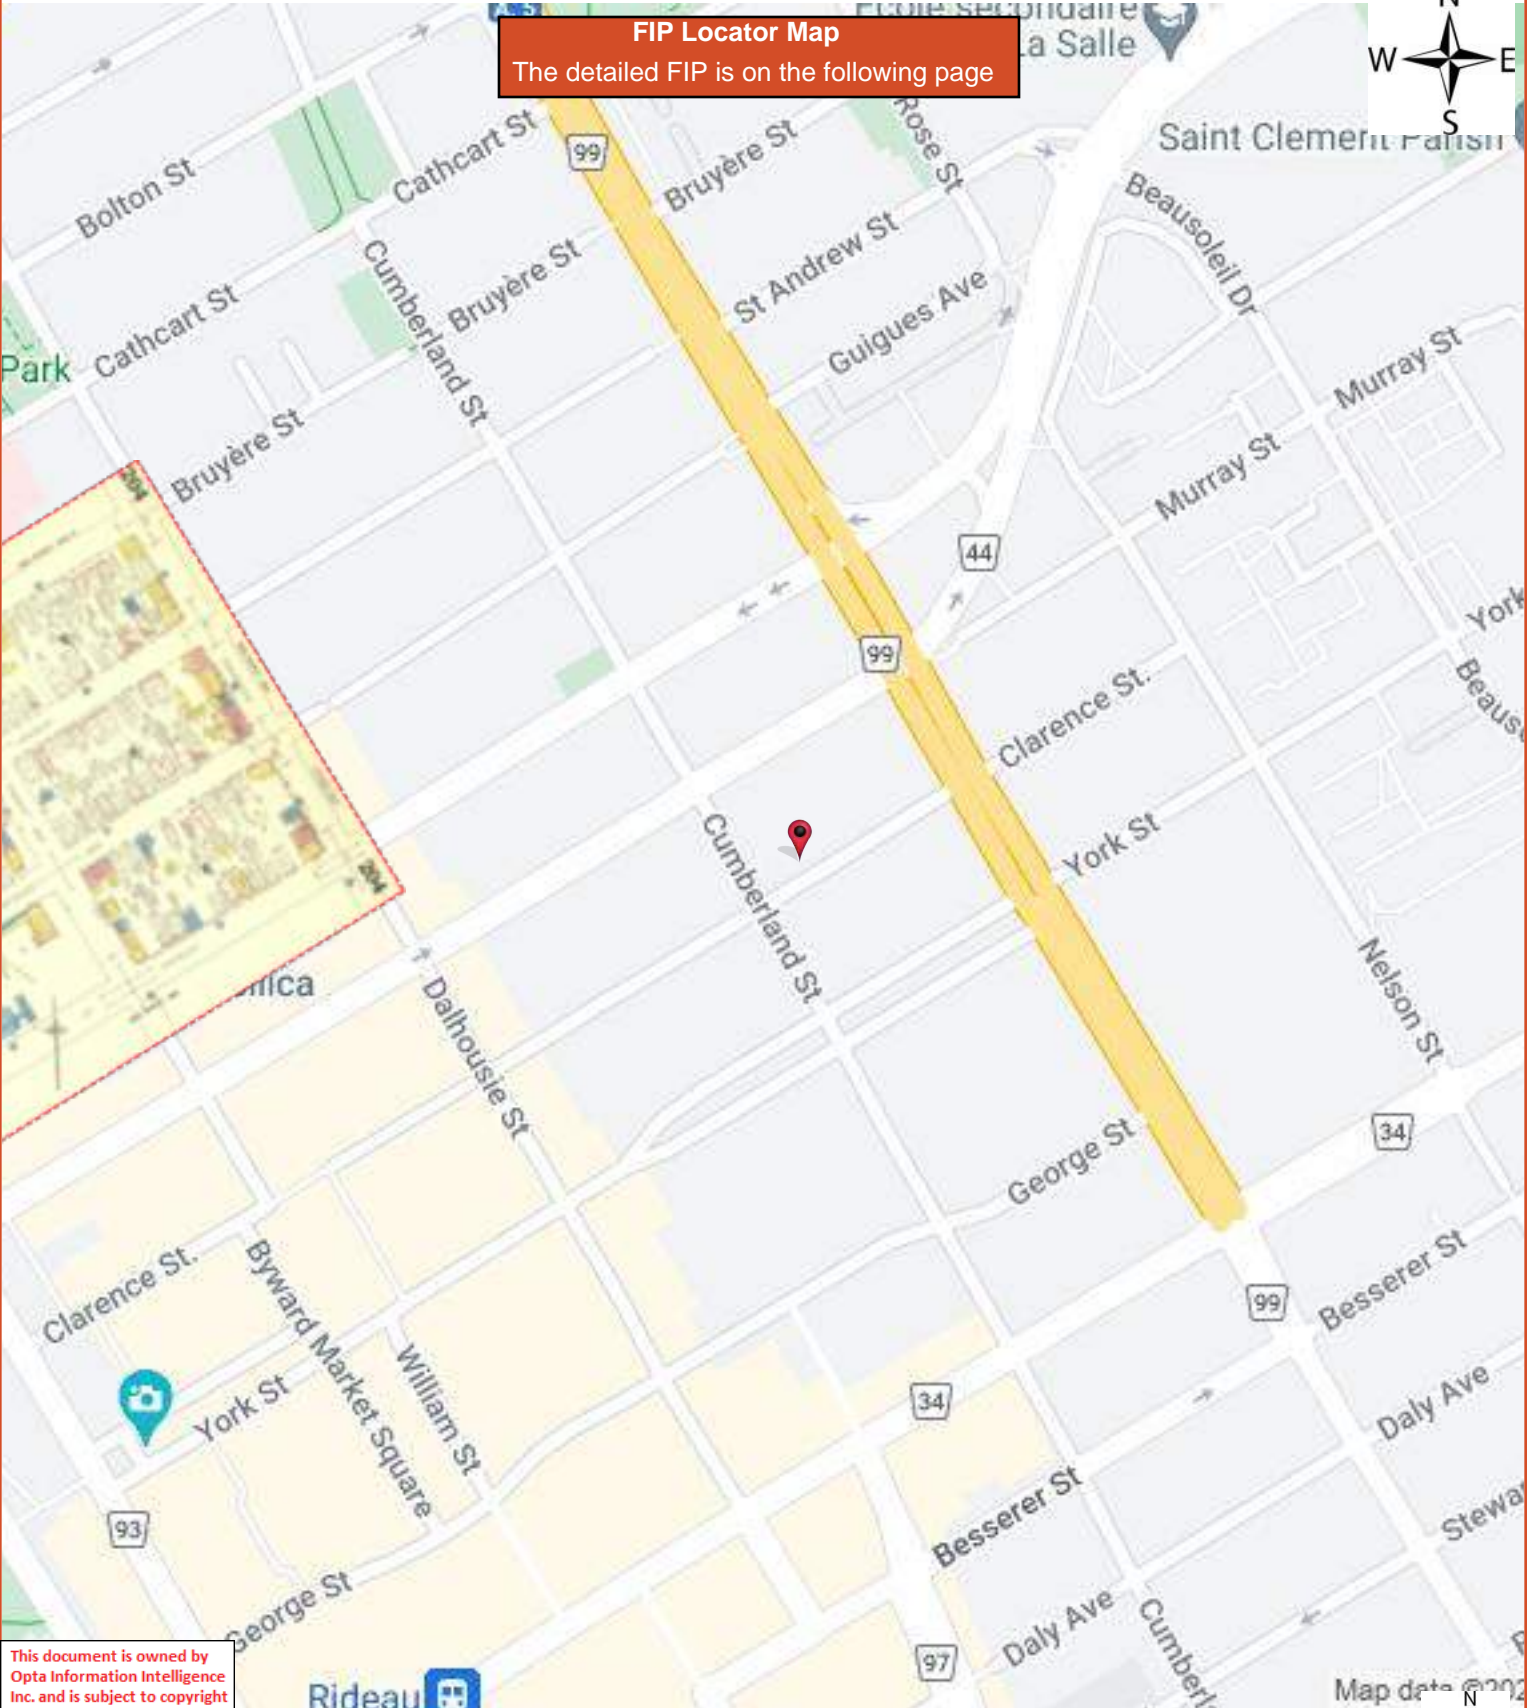 FIP Locator Map
The detailed FIP is on the following page
La Salle
N
W
E
S
Saint Clement Parish
99
Cathcart St
Bruyère St
Rose St
Bolton St
Beausoleil Dr
St Andrew St
Cumberland St
Bruyère St
Guigues Ave
Cathcart St
Park
Murray St
Bruyère St
204
Murray St
44
York
99
Clarence St.
Cumberland St
York St
204
Nelson St
Dalhousie St
34
George St
Clarence St.
Byward Market Square
99
Besserer St
William St
York St
34
Daly Ave
93
Besserer St
George St
Daly Ave
97
Rideau
This document is owned by
Opta Information Intelligence
Inc. and is subject to copyright
N